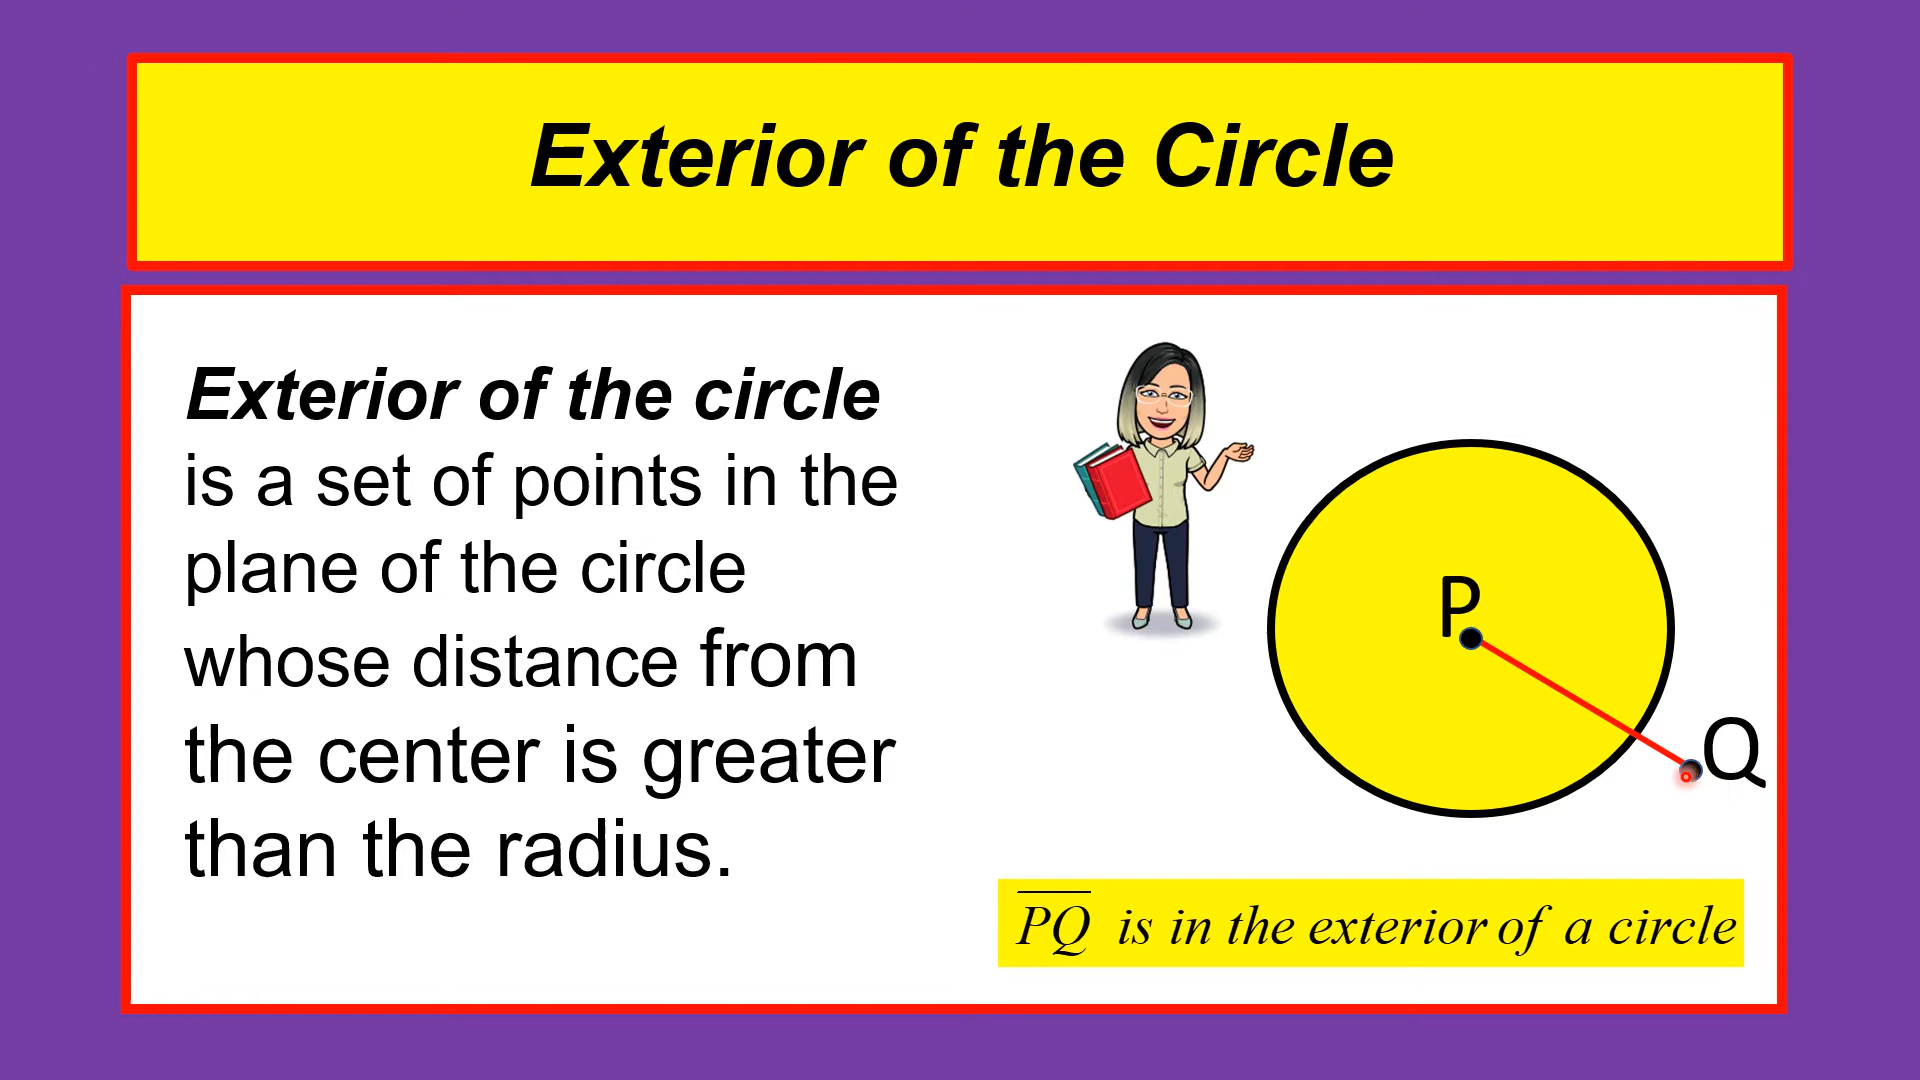 Exterior of the Circle
Exterior of the circle
is a set of points in the
plane of the circle
whose distance from
the center is greater
than the radius.
P
Q
P̅Q̅ is in the exterior of a circle